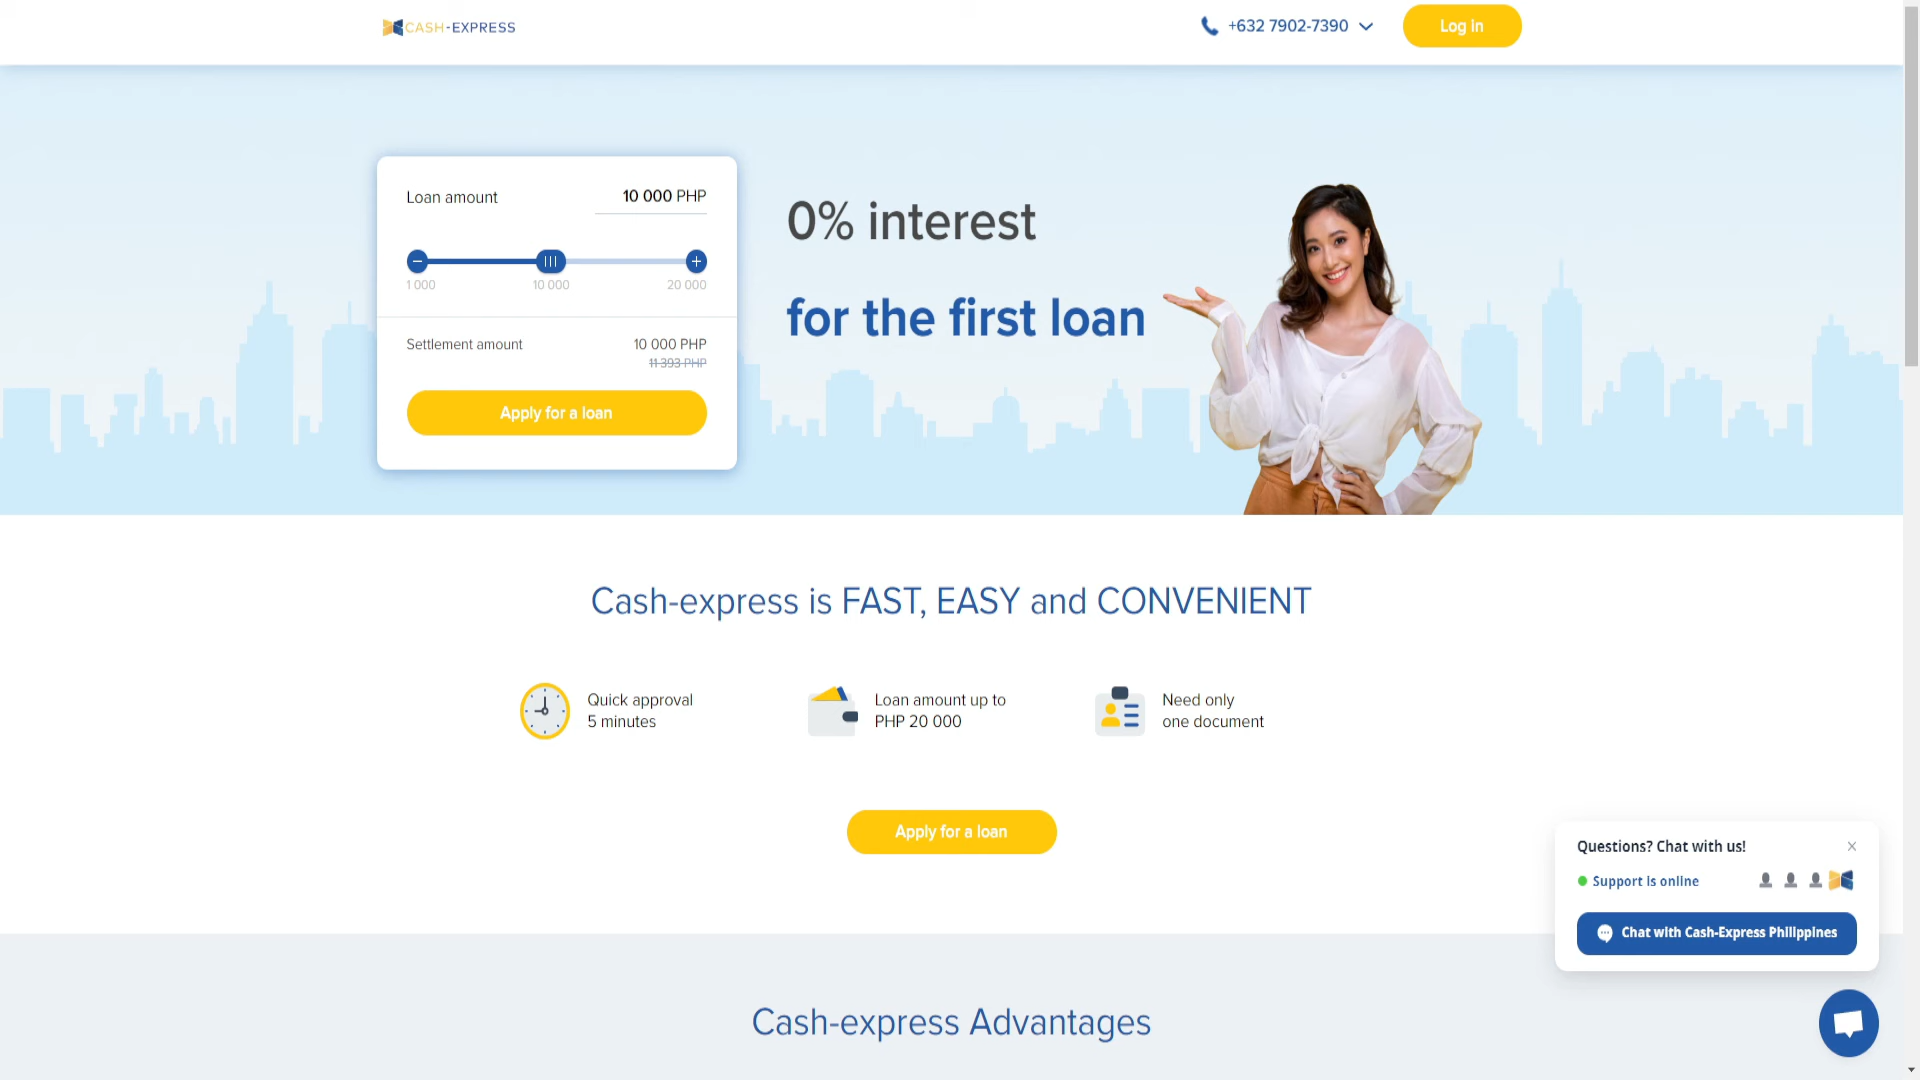 CASH-EXPRESS
+632 7902-7390
Log in
Loan amount
10 000 PHP
1 000
10 000
20 000
Settlement amount
10 000 PHP
11 393 PHP
Apply for a loan
0% interest
for the first loan
Cash-express is FAST, EASY and CONVENIENT
Quick approval
5 minutes
Loan amount up to
PHP 20 000
Need only
one document
Apply for a loan
Questions? Chat with us!
Support is online
Chat with Cash-Express Philippines
Cash-express Advantages